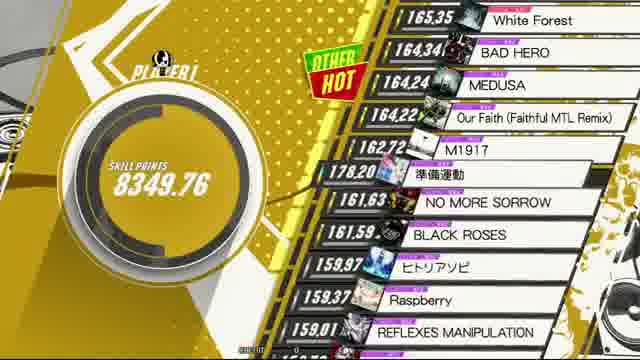 PLAYER1
SKILL POINTS
8349.76
OTHER
HOT
165,35 White Forest
164,34 BAD HERO
164,24 MEDUSA
164,22 Our Faith (Faithful MTL Remix)
162,72 M1917
178,20 準備運動
161,63 NO MORE SORROW
161,59 BLACK ROSES
159,97 ヒトリアソビ
159,37 Raspberry
159,01 REFLEXES MANIPULATION
CREDIT 0